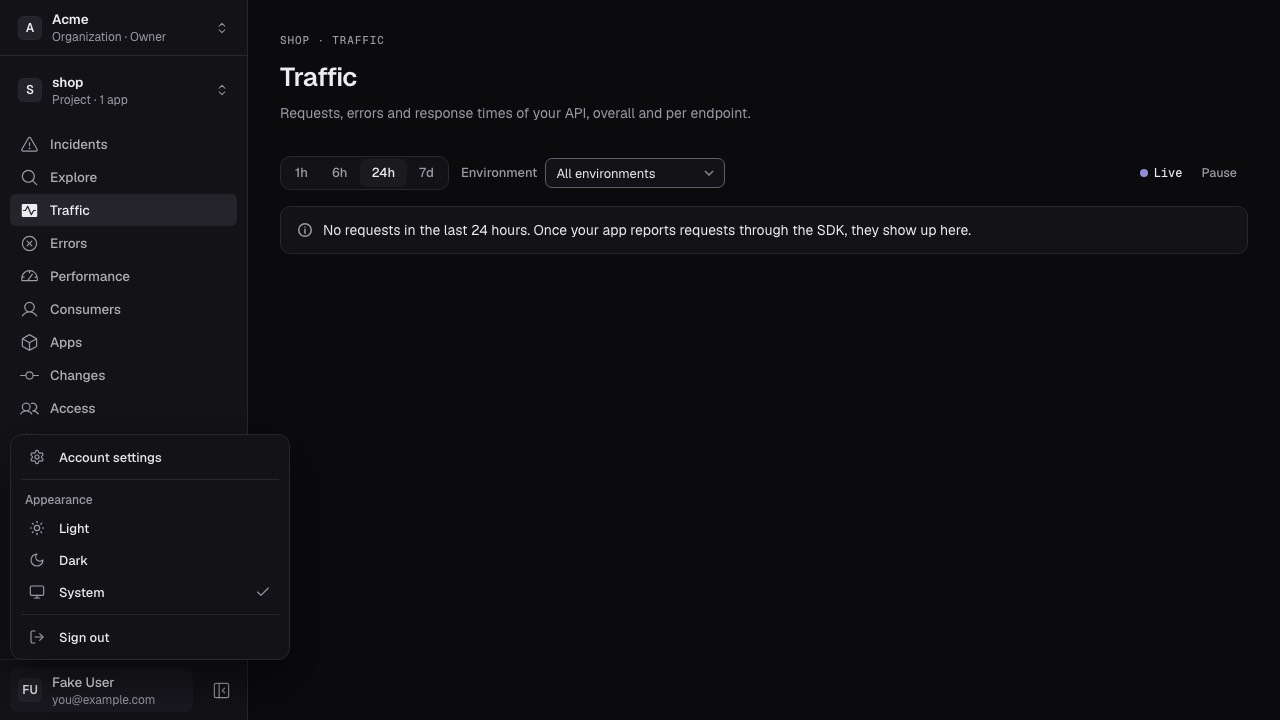 A
Acme
Organization · Owner
S
shop
Project · 1 app
Incidents
Explore
Traffic
Errors
Performance
Consumers
Apps
Changes
Access
Account settings
Appearance
Light
Dark
System
Sign out
FU
Fake User
you@example.com
SHOP · TRAFFIC
Traffic
Requests, errors and response times of your API, overall and per endpoint.
1h 6h 24h 7d Environment All environments Live Pause
No requests in the last 24 hours. Once your app reports requests through the SDK, they show up here.